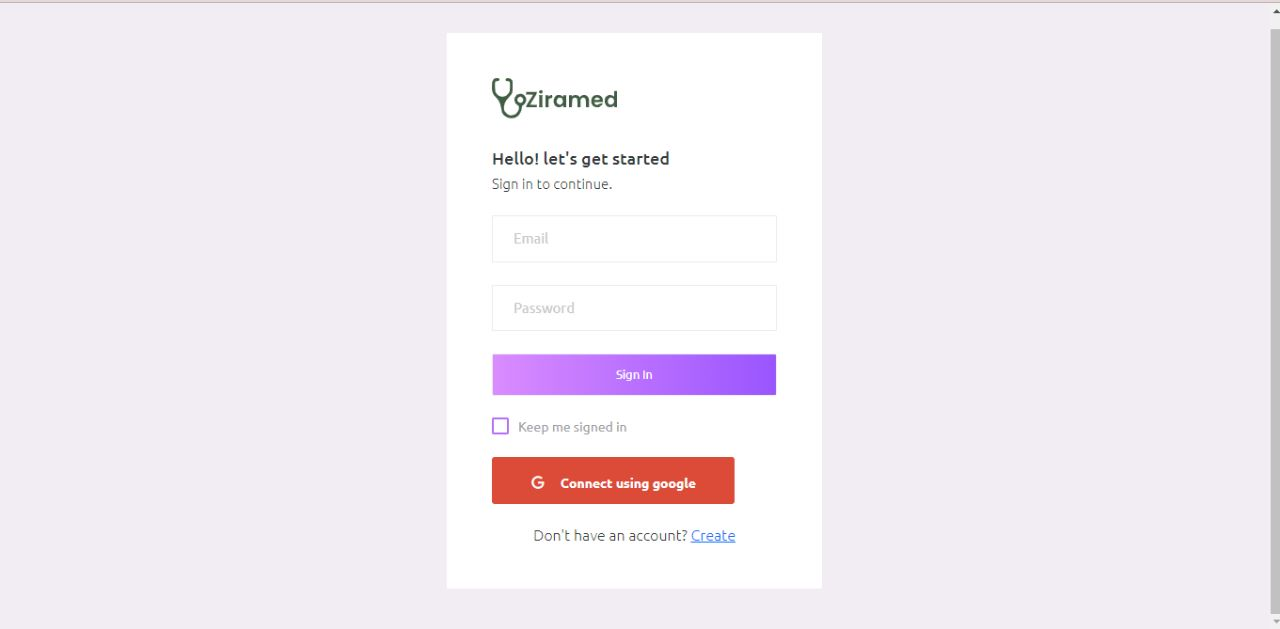 Ziramed
Hello! let's get started
Sign in to continue.
Email
Password
Sign In
Keep me signed in
G Connect using google
Don't have an account? Create